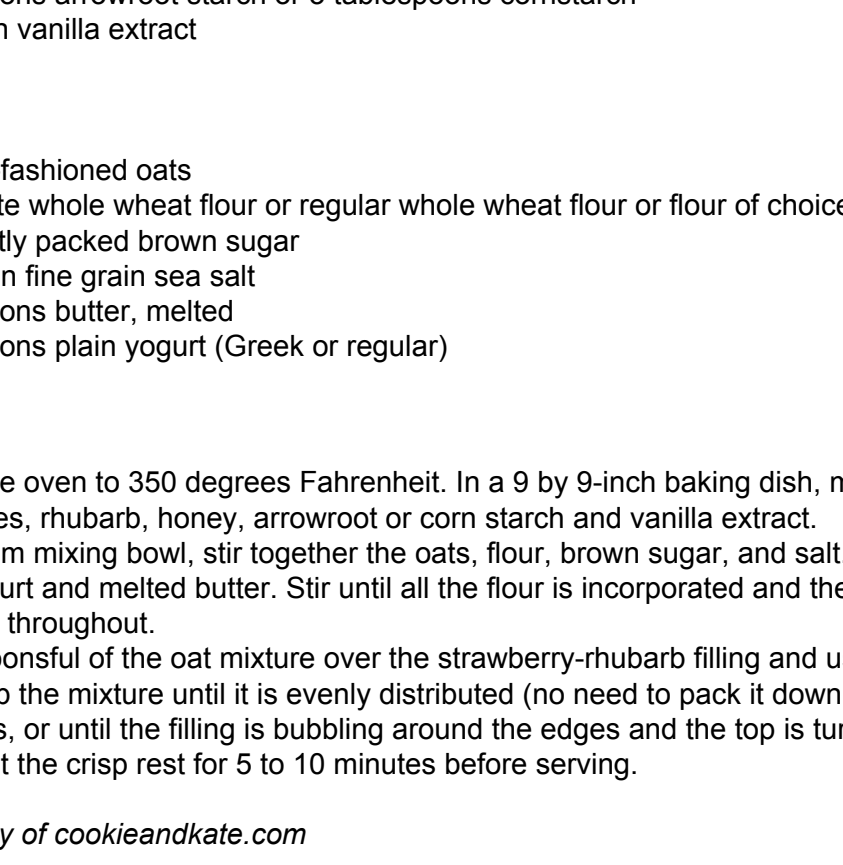 ons arrowroot starch or 3 tablespoons cornstarch
n vanilla extract
fashioned oats
te whole wheat flour or regular whole wheat flour or flour of choice
tly packed brown sugar
n fine grain sea salt
ons butter, melted
ons plain yogurt (Greek or regular)
e oven to 350 degrees Fahrenheit. In a 9 by 9-inch baking dish, m
es, rhubarb, honey, arrowroot or corn starch and vanilla extract.
m mixing bowl, stir together the oats, flour, brown sugar, and salt.
urt and melted butter. Stir until all the flour is incorporated and the
throughout.
oonsful of the oat mixture over the strawberry-rhubarb filling and u
p the mixture until it is evenly distributed (no need to pack it down
s, or until the filling is bubbling around the edges and the top is tur
t the crisp rest for 5 to 10 minutes before serving.
y of cookieandkate.com